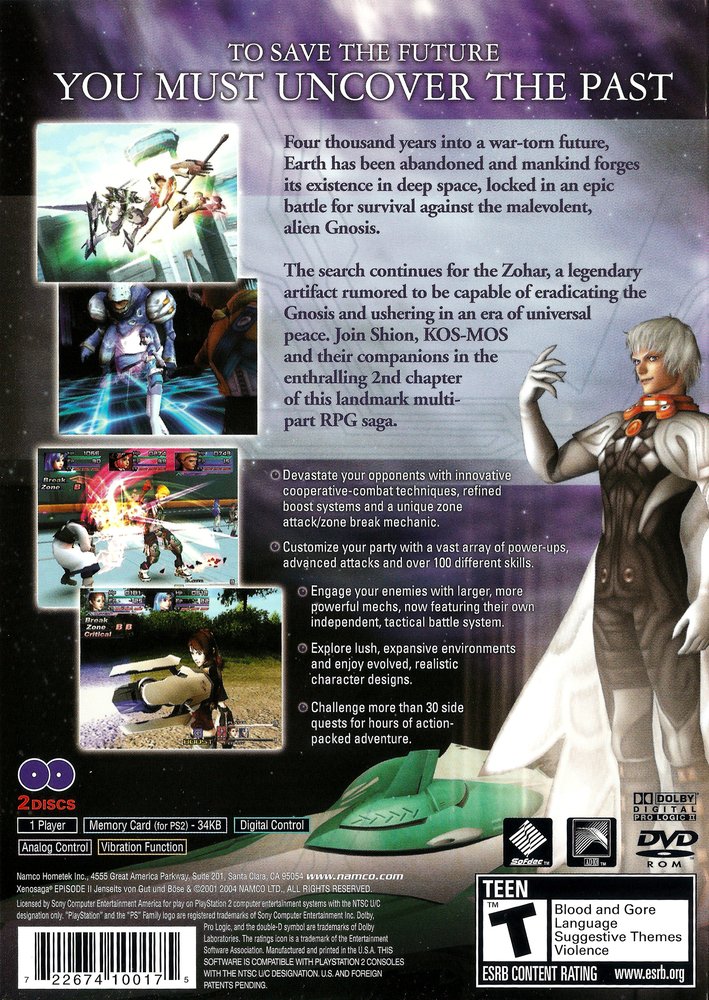 TO SAVE THE FUTURE
YOU MUST UNCOVER THE PAST
Four thousand years into a war-torn future,
Earth has been abandoned and mankind forges
its existence in deep space, locked in an epic
battle for survival against the malevolent,
alien Gnosis.
The search continues for the Zohar, a legendary
artifact rumored to be capable of eradicating the
Gnosis and ushering in an era of universal
peace. Join Shion, KOS-MOS
and their companions in the
enthralling 2nd chapter
of this landmark multi-
part RPG saga.
Break
Zone B
Devastate your opponents with innovative
cooperative-combat techniques, refined
boost systems and a unique zone
attack/zone break mechanic.
Customize your party with a vast array of power-ups,
advanced attacks and over 100 different skills.
Break
Zone B B
Critical
Engage your enemies with larger, more
powerful mechs, now featuring their own
independent, tactical battle system.
Explore lush, expansive environments
and enjoy evolved, realistic
character designs.
Challenge more than 30 side
quests for hours of action-
packed adventure.
2 DISCS
1 Player
Memory Card (for PS2) - 34KB
Digital Control
Analog Control
Vibration Function
DOLBY
DIGITAL
PRO LOGIC II
Sofdec™
ADX™
DVD
ROM
Namco Hometek Inc., 4555 Great America Parkway, Suite 201, Santa Clara, CA 95054 www.namco.com
Xenosaga® EPISODE II Jenseits von Gut und Böse & ©2001 2004 NAMCO LTD., ALL RIGHTS RESERVED.
Licensed by Sony Computer Entertainment America for play on PlayStation 2 computer entertainment systems with the NTSC U/C
designation only. "PlayStation" and the "PS" Family logo are registered trademarks of Sony Computer Entertainment Inc. Dolby,
Pro Logic, and the double-D symbol are trademarks of Dolby
Laboratories. The ratings icon is a trademark of the Entertainment
Software Association. Manufactured and printed in the U.S.A. THIS
SOFTWARE IS COMPATIBLE WITH PLAYSTATION 2 CONSOLES
WITH THE NTSC U/C DESIGNATION. U.S. AND FOREIGN
PATENTS PENDING.
7 22674 10017 5
TEEN
T™
Blood and Gore
Language
Suggestive Themes
Violence
ESRB CONTENT RATING www.esrb.org